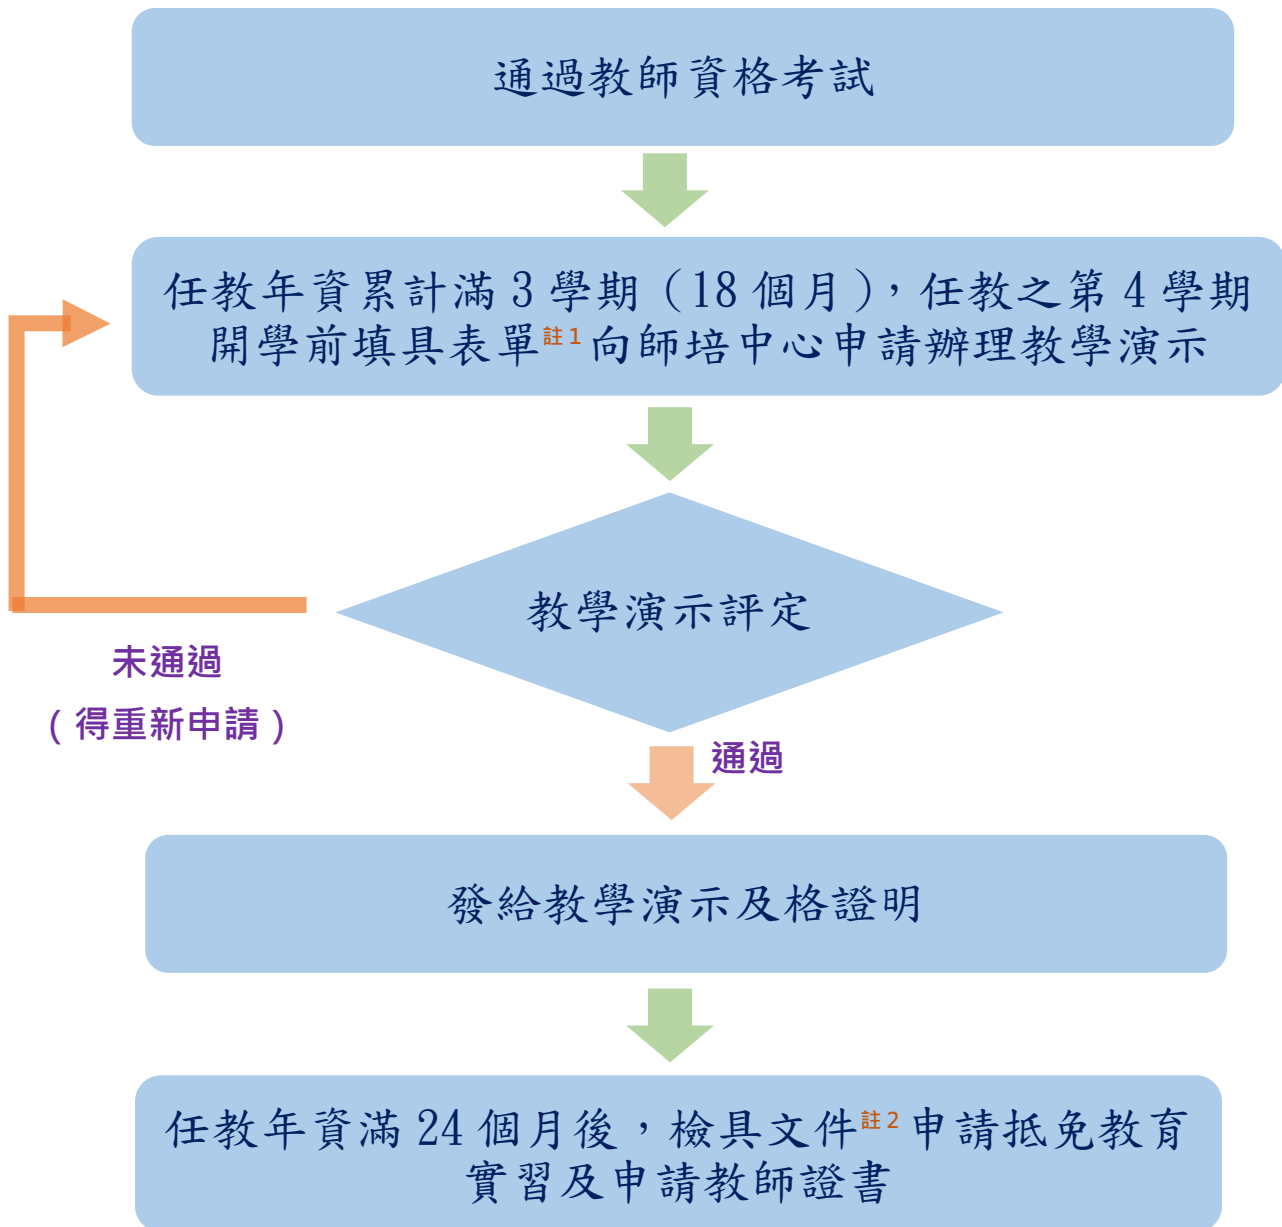 通過教師資格考試
任教年資累計滿 3 學期（18 個月），任教之第 4 學期
開學前填具表單註1向師培中心申請辦理教學演示
教學演示評定
未通過
（得重新申請）
通過
發給教學演示及格證明
任教年資滿 24 個月後，檢具文件註2申請抵免教育
實習及申請教師證書